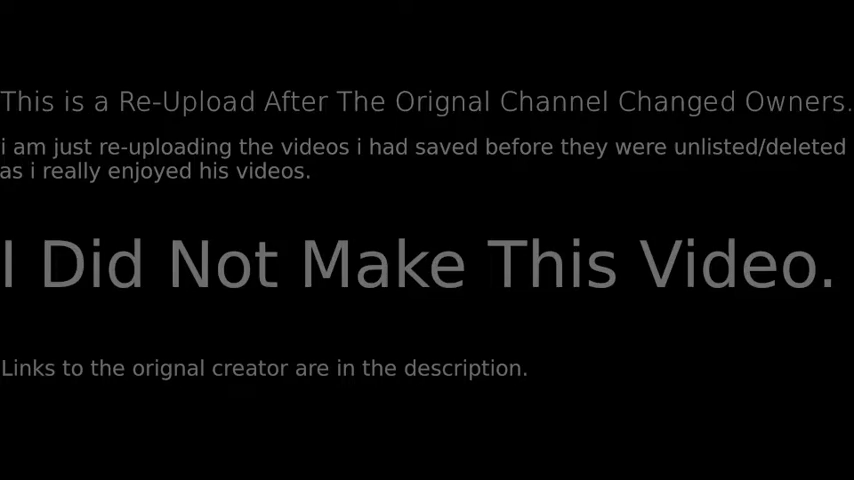 This is a Re-Upload After The Orignal Channel Changed Owners.
i am just re-uploading the videos i had saved before they were unlisted/deleted
as i really enjoyed his videos.
I Did Not Make This Video.
Links to the orignal creator are in the description.